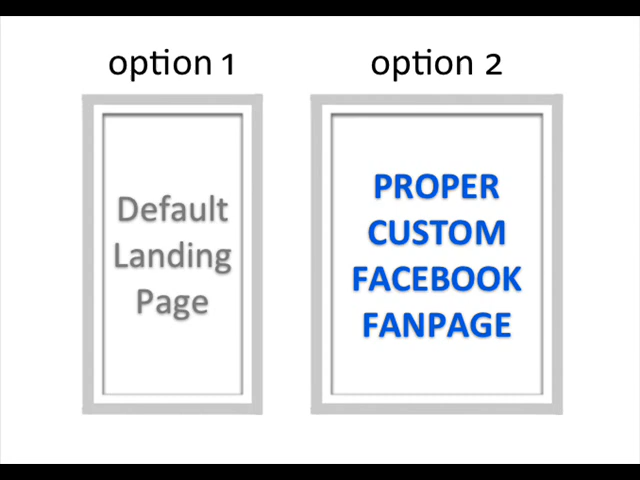 option 1
Default
Landing
Page
option 2
PROPER
CUSTOM
FACEBOOK
FANPAGE